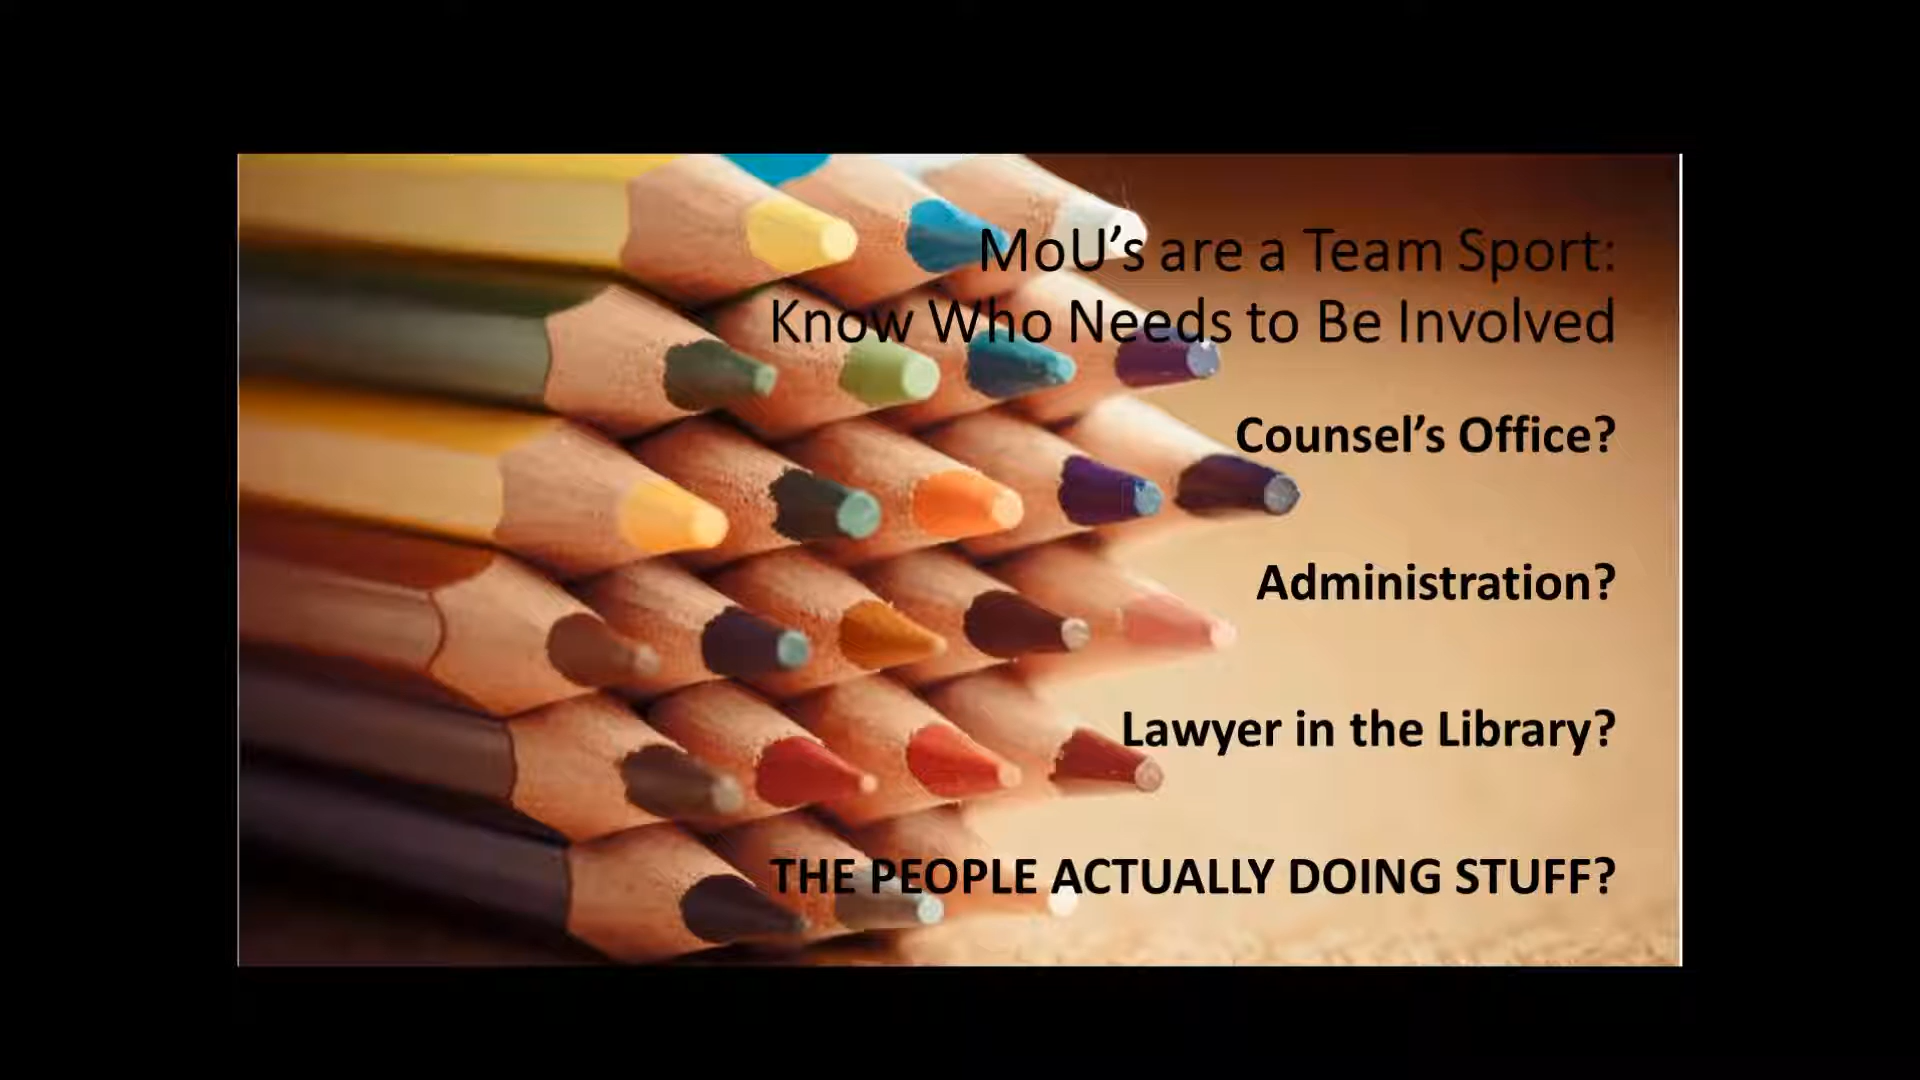 MoU’s are a Team Sport:
Know Who Needs to Be Involved
Counsel’s Office?
Administration?
Lawyer in the Library?
THE PEOPLE ACTUALLY DOING STUFF?